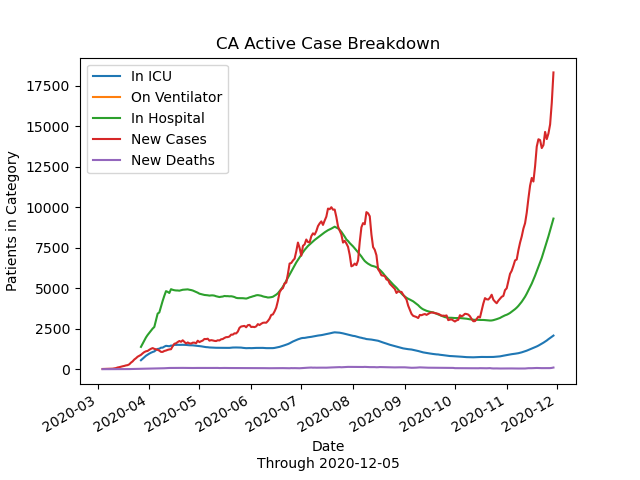 CA Active Case Breakdown
In ICU
On Ventilator
In Hospital
New Cases
New Deaths
Patients in Category
17500
15000
12500
10000
7500
5000
2500
0
2020-03
2020-04
2020-05
2020-06
2020-07
2020-08
2020-09
2020-10
2020-11
2020-12
Date
Through 2020-12-05